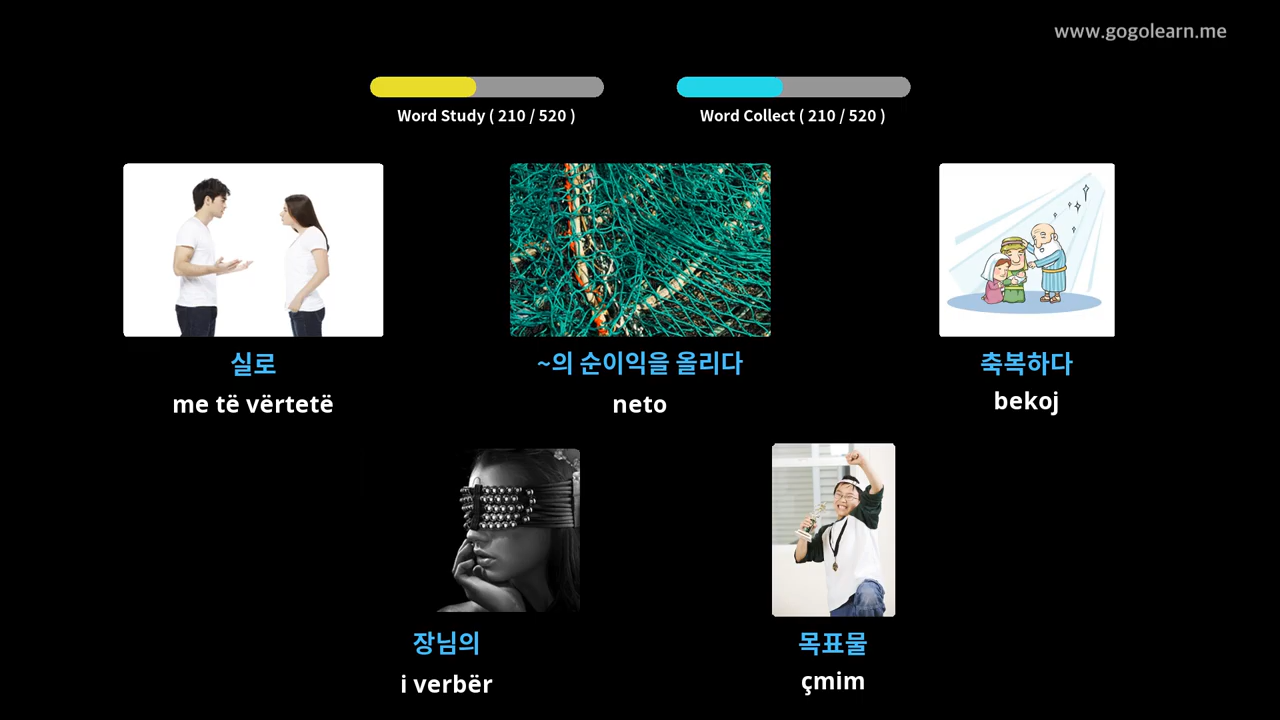 www.gogolearn.me
Word Study ( 210 / 520 )
Word Collect ( 210 / 520 )
실로
me të vërtetë
~의 순이익을 올리다
neto
축복하다
bekoj
장님의
i verbër
목표물
çmim